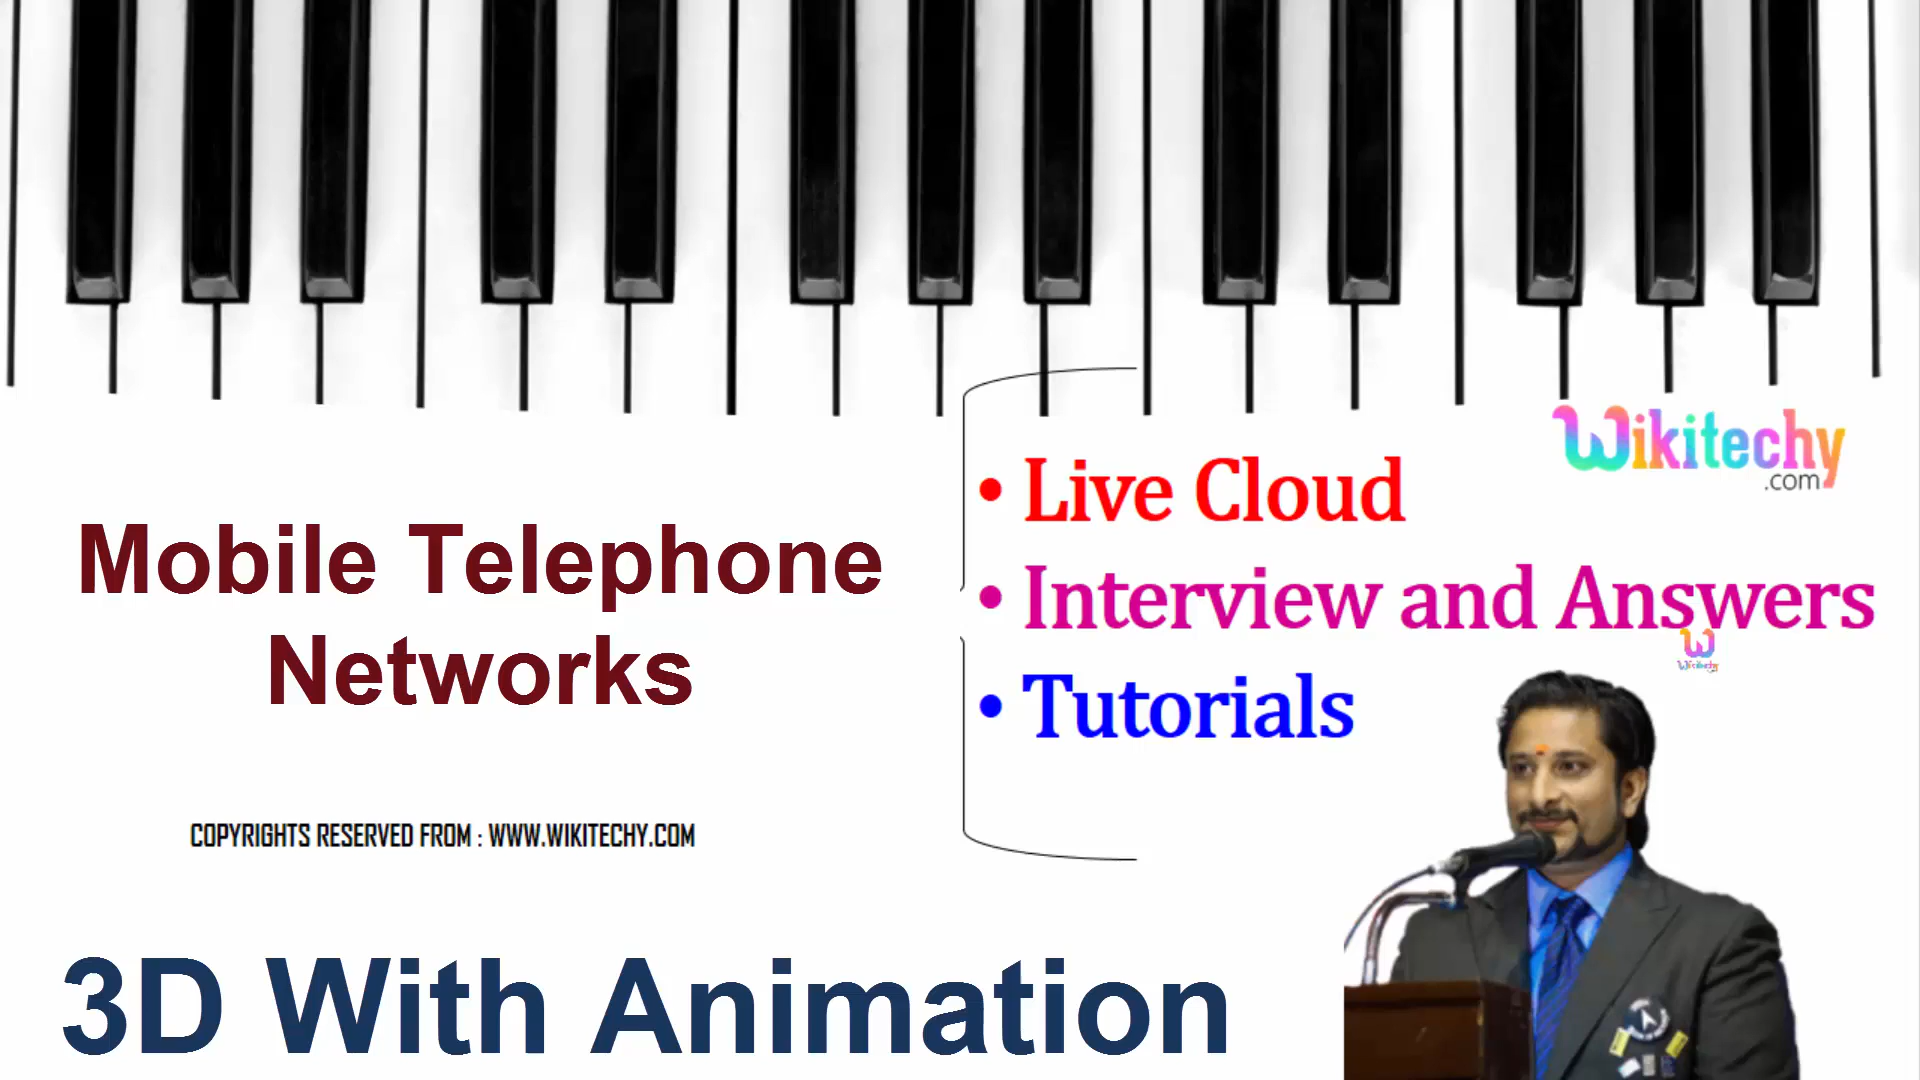 Wikitechy
.com
• Live Cloud
• Interview and Answers
• Tutorials
Mobile Telephone
Networks
Wikitechy
COPYRIGHTS RESERVED FROM : WWW.WIKITECHY.COM
3D With Animation